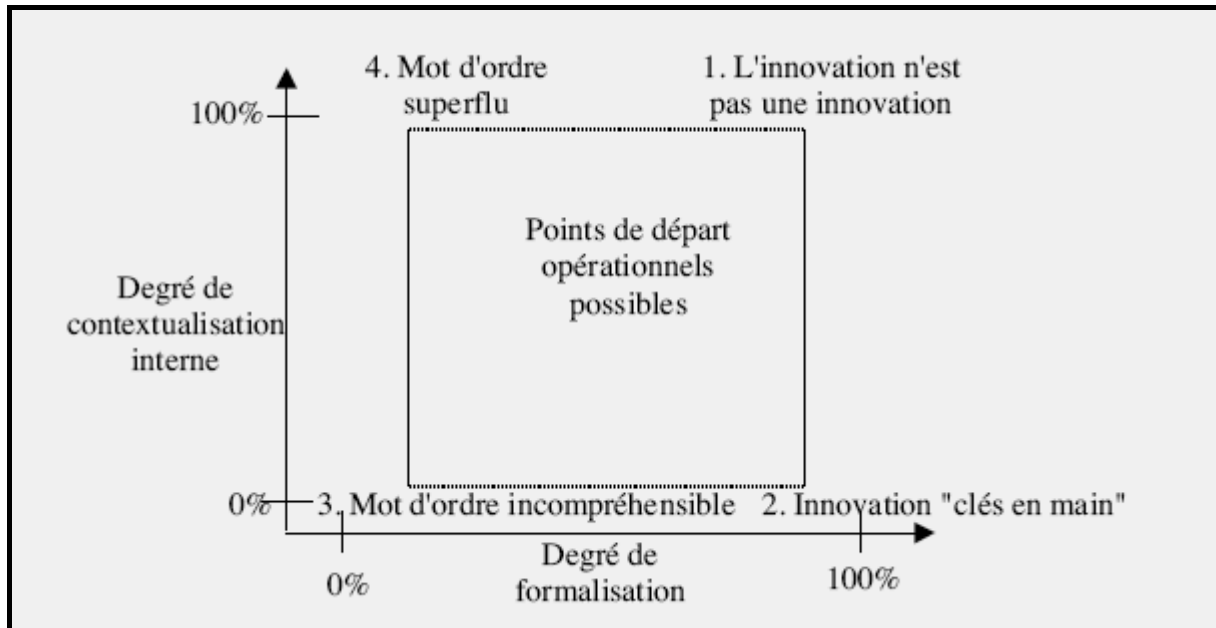 4. Mot d'ordre
superflu
1. L'innovation n'est
pas une innovation
100%
Points de départ
opérationnels
possibles
Degré de
contextualisation
interne
0%
3. Mot d'ordre incompréhensible
2. Innovation "clés en main"
0%
Degré de
formalisation
100%